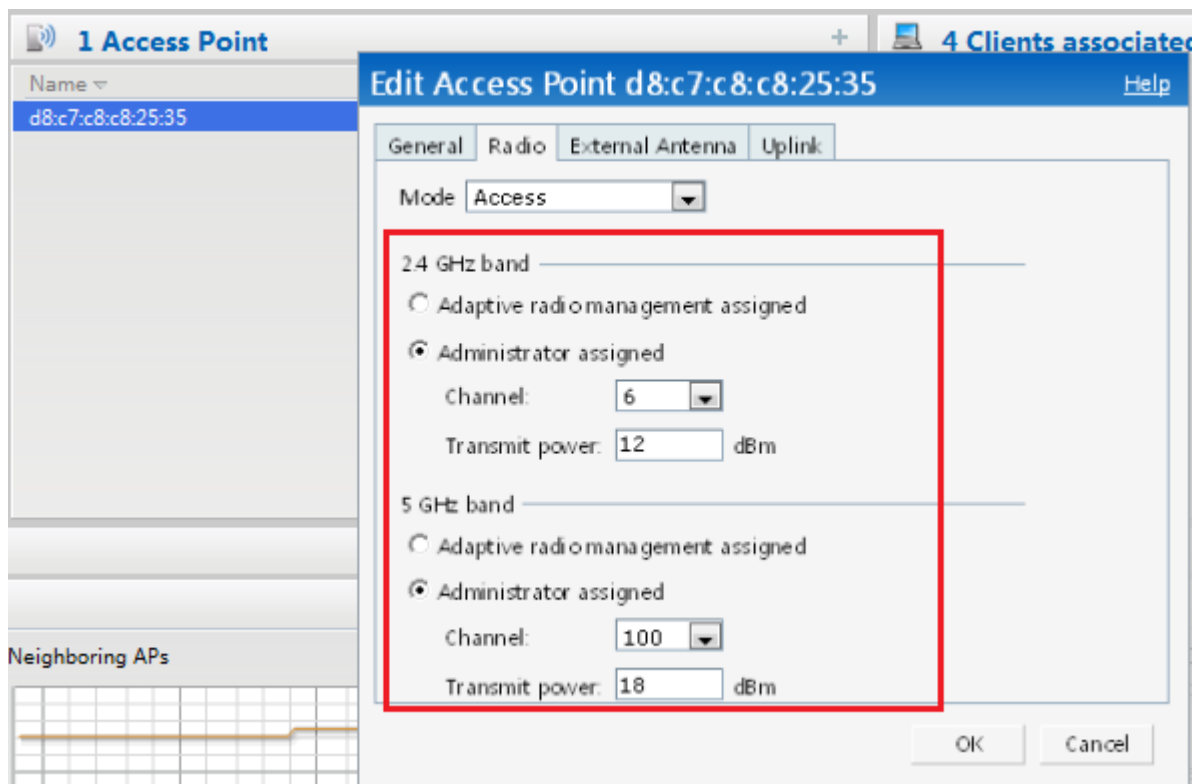 1 Access Point
+
4 Clients associated
Name
d8:c7:c8:c8:25:35
Edit Access Point d8:c7:c8:c8:25:35
Help
General
Radio
External Antenna
Uplink
Mode
Access
2.4 GHz band
Adaptive radio management assigned
Administrator assigned
Channel:
6
Transmit power:
12
dBm
5 GHz band
Adaptive radio management assigned
Administrator assigned
Channel:
100
Transmit power:
18
dBm
Neighboring APs
OK
Cancel